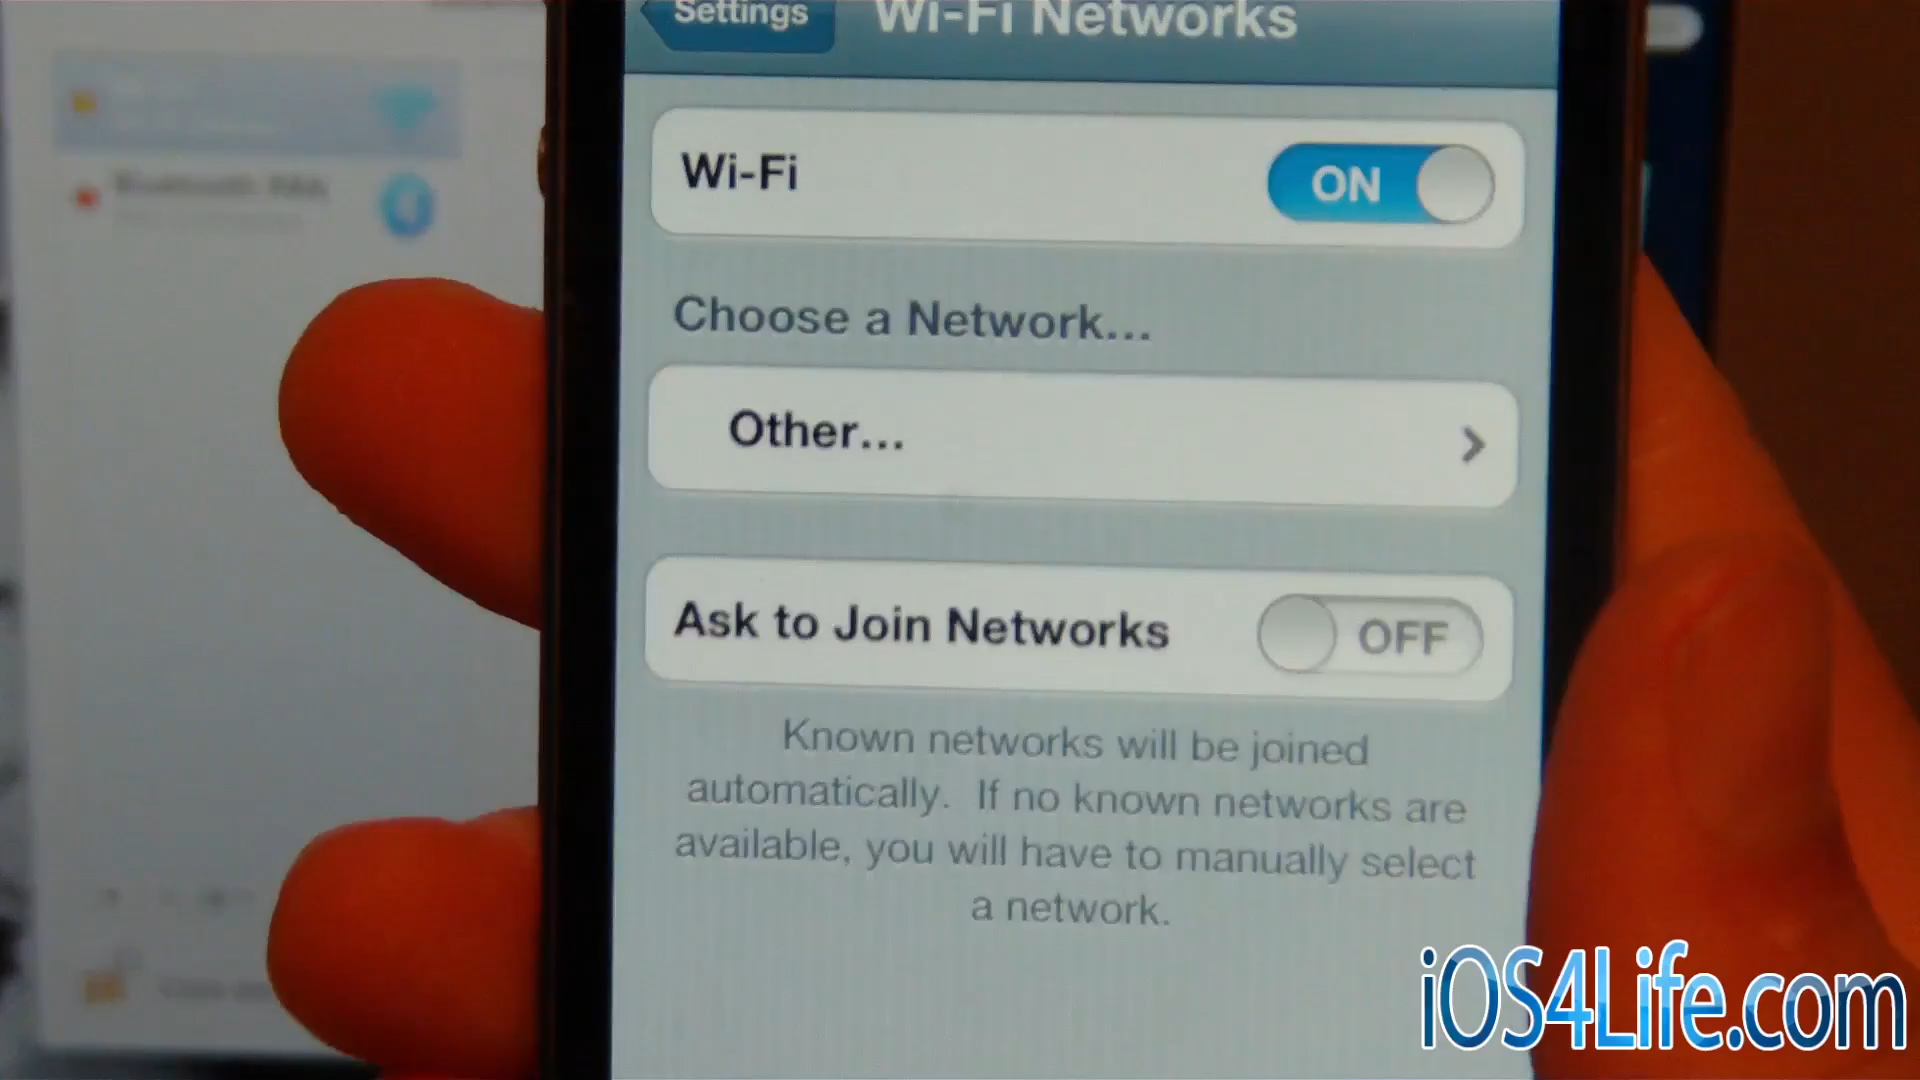 Settings
Wi-Fi Networks
Wi-Fi
ON
Choose a Network...
Other...
Ask to Join Networks
OFF
Known networks will be joined
automatically. If no known networks are
available, you will have to manually select
a network.
iOS4Life.com